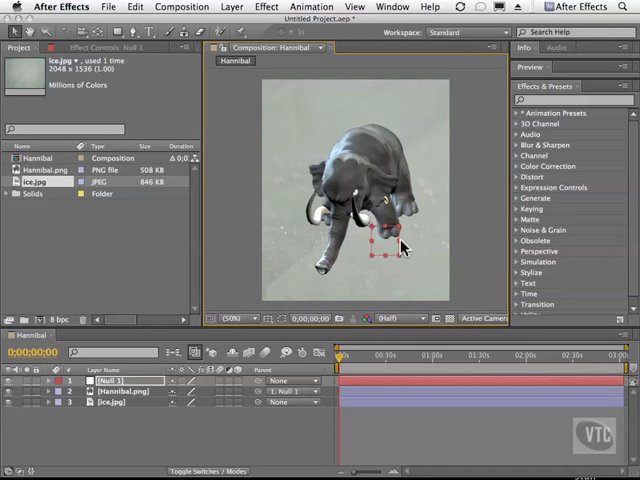 After Effects File Edit Composition Layer Effect Animation View Window Help After Effects
Untitled Project.aep *
Workspace: Standard Search Help
Project Effect Controls: Null 1 Composition: Hannibal Info Audio
ice.jpg ▾, used 1 time
2048 x 1536 (1.00)
Millions of Colors
Hannibal
Preview
Effects & Presets
* Animation Presets
3D Channel
Audio
Blur & Sharpen
Channel
Color Correction
Distort
Expression Controls
Generate
Keying
Matte
Noise & Grain
Obsolete
Perspective
Simulation
Stylize
Text
Time
Transition
Utility
Name Type Size Duration
Hannibal Composition Δ 0;0
Hannibal.png PNG file 508 KB
ice.jpg JPEG 846 KB
Solids Folder
8 bpc
(50%) 0;00;00;00 (Half) Active Camera
Hannibal
0;00;00;00
# Layer Name Parent
00:30s 01:00s 01:30s 02:00s 02:30s 03:00
1 [Null 1] None
2 [Hannibal.png] 1. Null 1
3 [ice.jpg] None
Toggle Switches / Modes
VTC